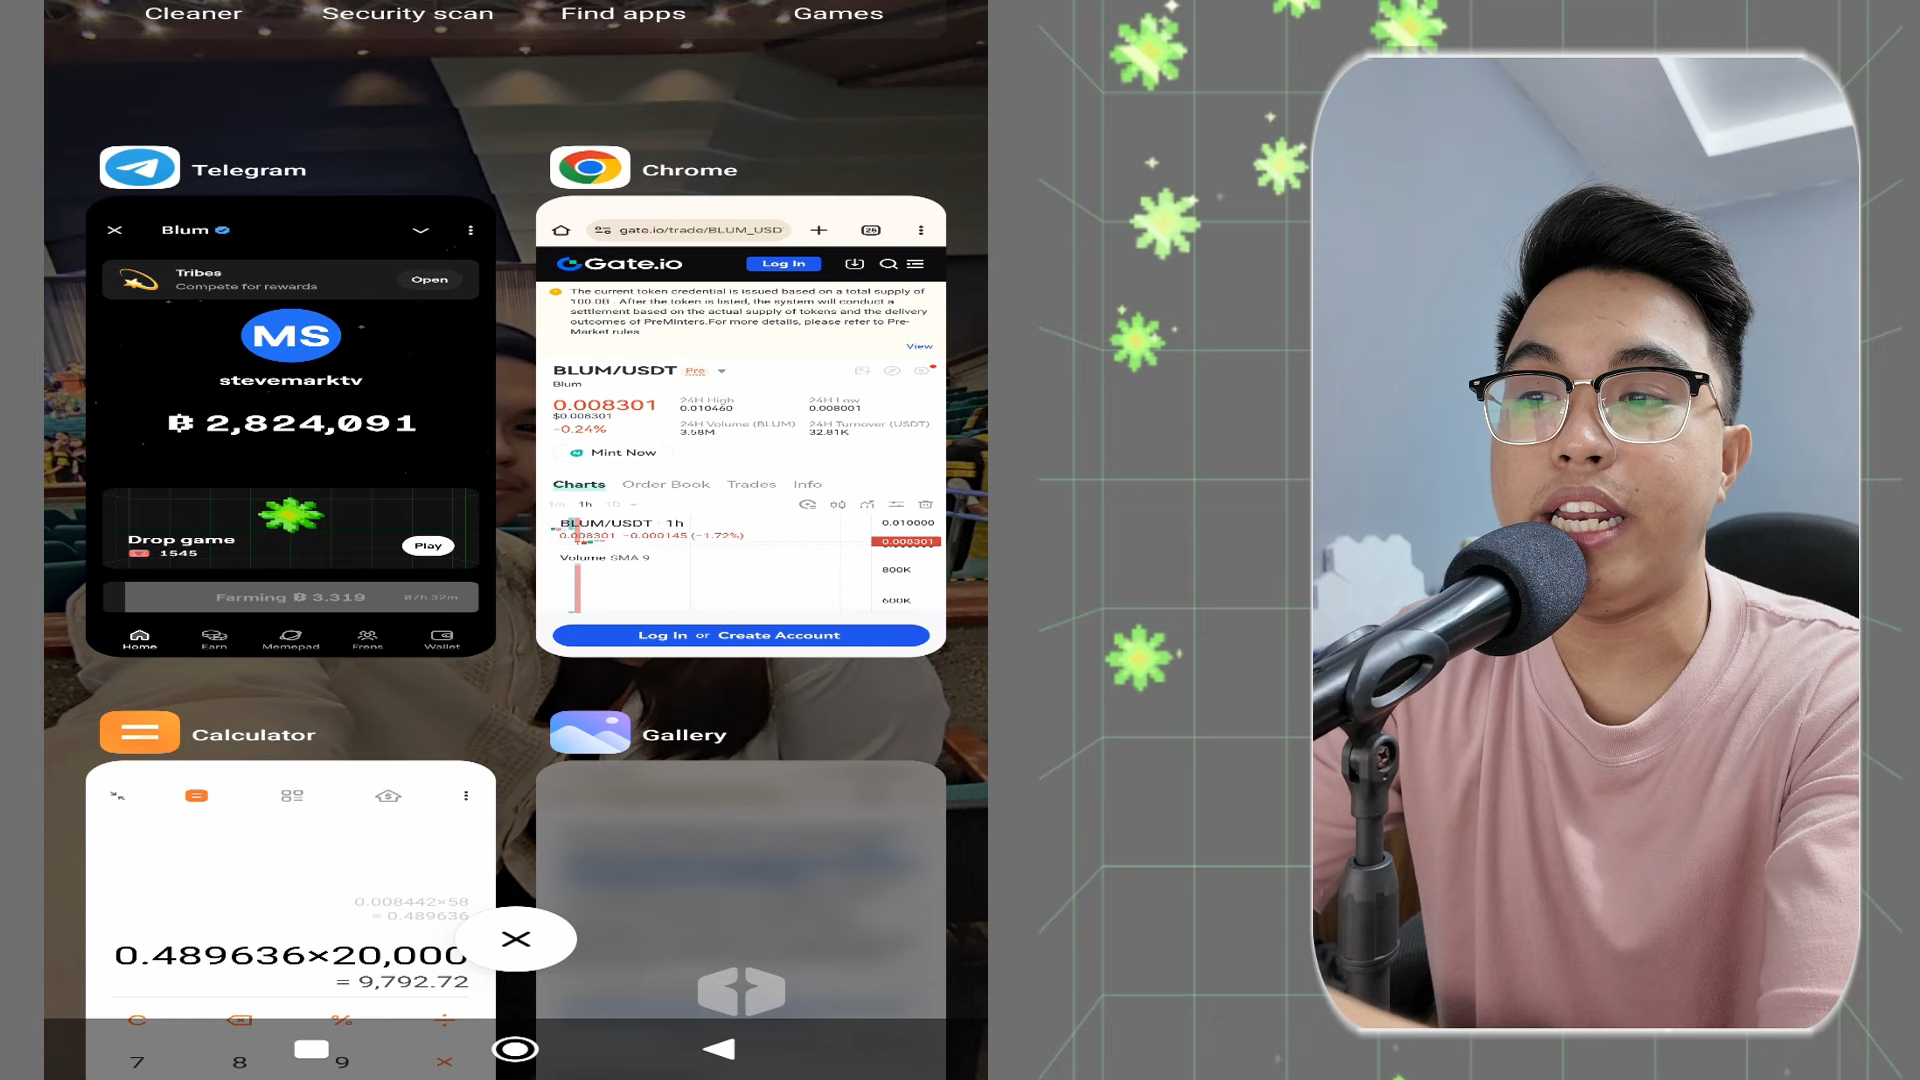 Cleaner
Security scan
Find apps
Games
Telegram
Chrome
Blum
Tribes
Compete for rewards
Open
MS
stevemarktv
2,824,091
Drop game
1545
Play
Farming Ƀ 3.319
07h 32m
Home
Earn
Memepad
Frens
Wallet
gate.io/trade/BLUM_USD
25
Gate.io
Log In
The current token credential is issued based on a total supply of
100.0B . After the token is listed, the system will conduct a
settlement based on the actual supply of tokens and the delivery
outcomes of PreMinters.For more details, please refer to Pre-
Market rules
View
BLUM/USDT
Pre
Blum
0.008301
$0.008301
-0.24%
24H High
0.010460
24H Low
0.008001
24H Volume (BLUM)
3.58M
24H Turnover (USDT)
32.81K
Mint Now
Charts
Order Book
Trades
Info
1m
1h
1D
BLUM/USDT · 1h
0.008301 -0.000145 (-1.72%)
Volume SMA 9
0.010000
0.008301
800K
600K
Log In or Create Account
Calculator
Gallery
0.008442×58
= 0.489636
0.489636×20,000
= 9,792.72
C
%
÷
7
8
9
×